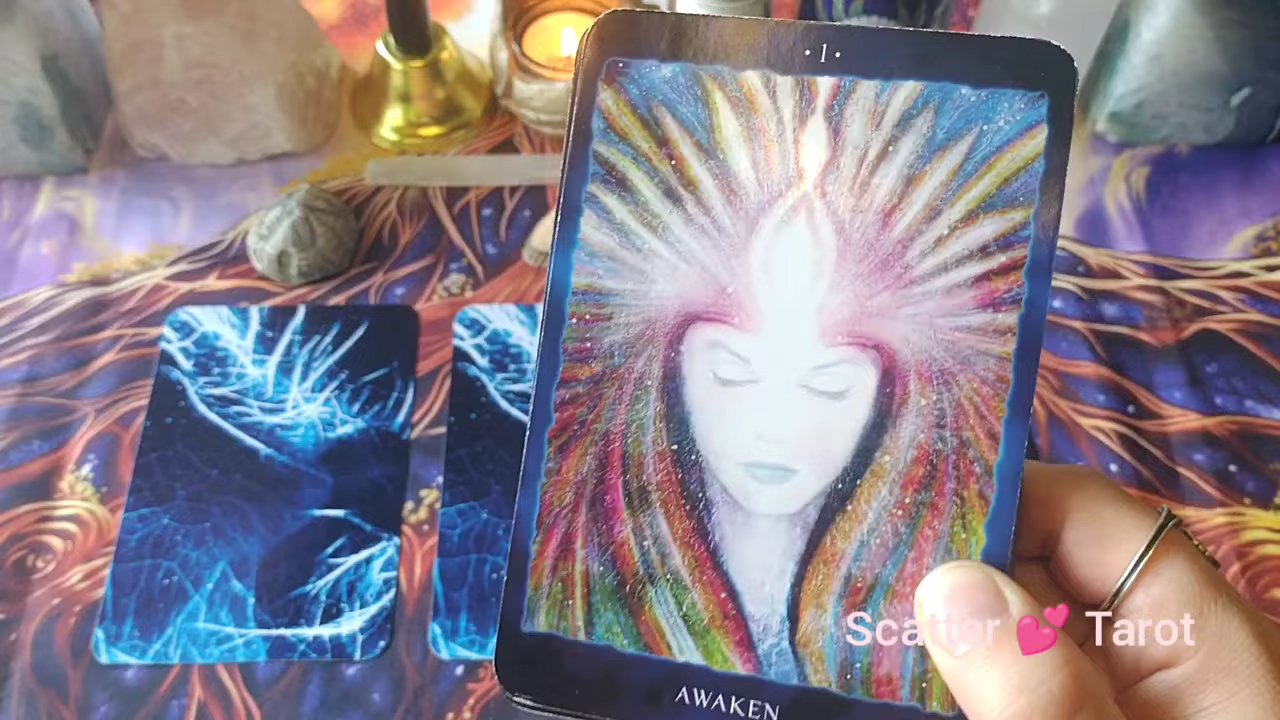 • 1 •
AWAKEN
Scatter 💕 Tarot